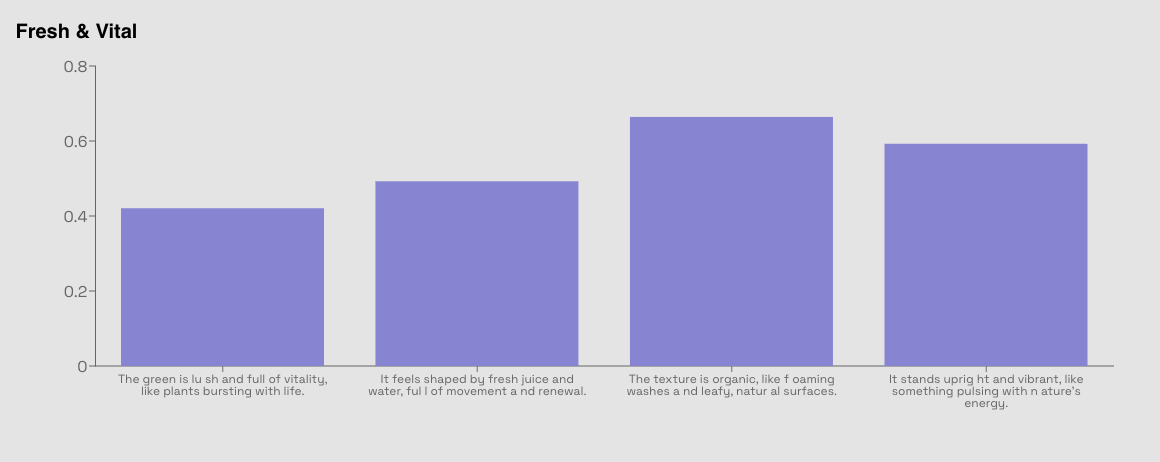 Fresh & Vital
0.8
0.6
0.4
0.2
0
The green is lu sh and full of vitality,
like plants bursting with life.
It feels shaped by fresh juice and
water, ful l of movement a nd renewal.
The texture is organic, like f oaming
washes a nd leafy, natur al surfaces.
It stands uprig ht and vibrant, like
something pulsing with n ature's
energy.